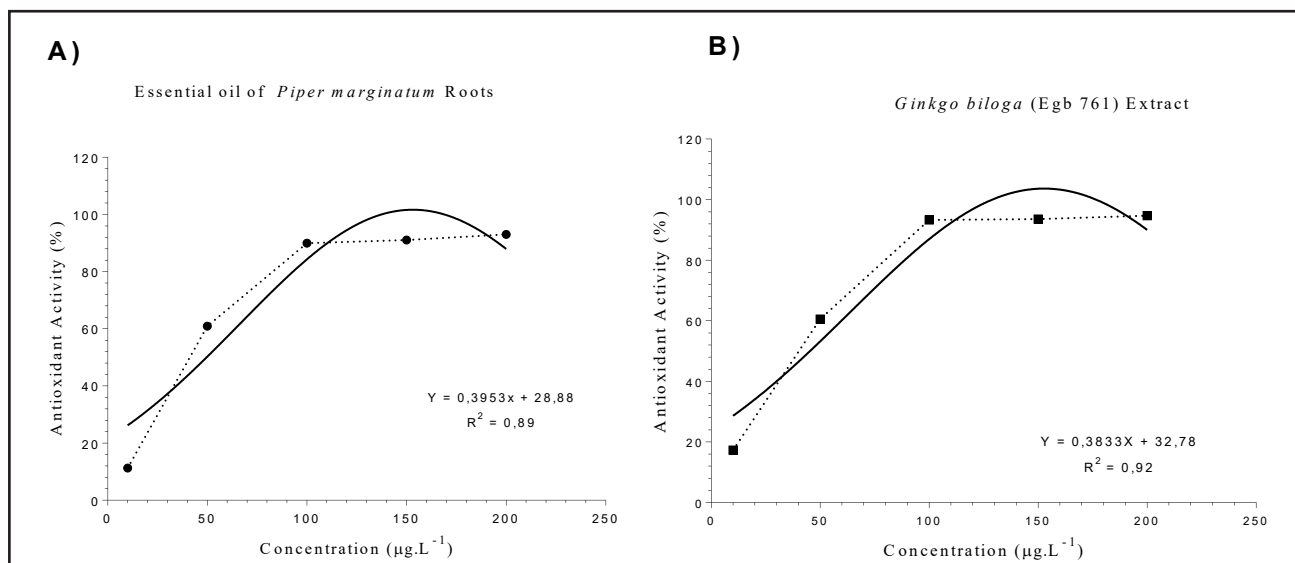 A)
Essential oil of Piper marginatum Roots
120
100
80
60
40
20
0
Antioxidant Activity (%)
Y = 0,3953x + 28,88
R² = 0,89
0 50 100 150 200 250
Concentration (µg.L⁻¹)
B)
Ginkgo biloga (Egb 761) Extract
120
100
80
60
40
20
0
Antioxidant Activity (%)
Y = 0,3833X + 32,78
R² = 0,92
0 50 100 150 200 250
Concentration (µg.L⁻¹)